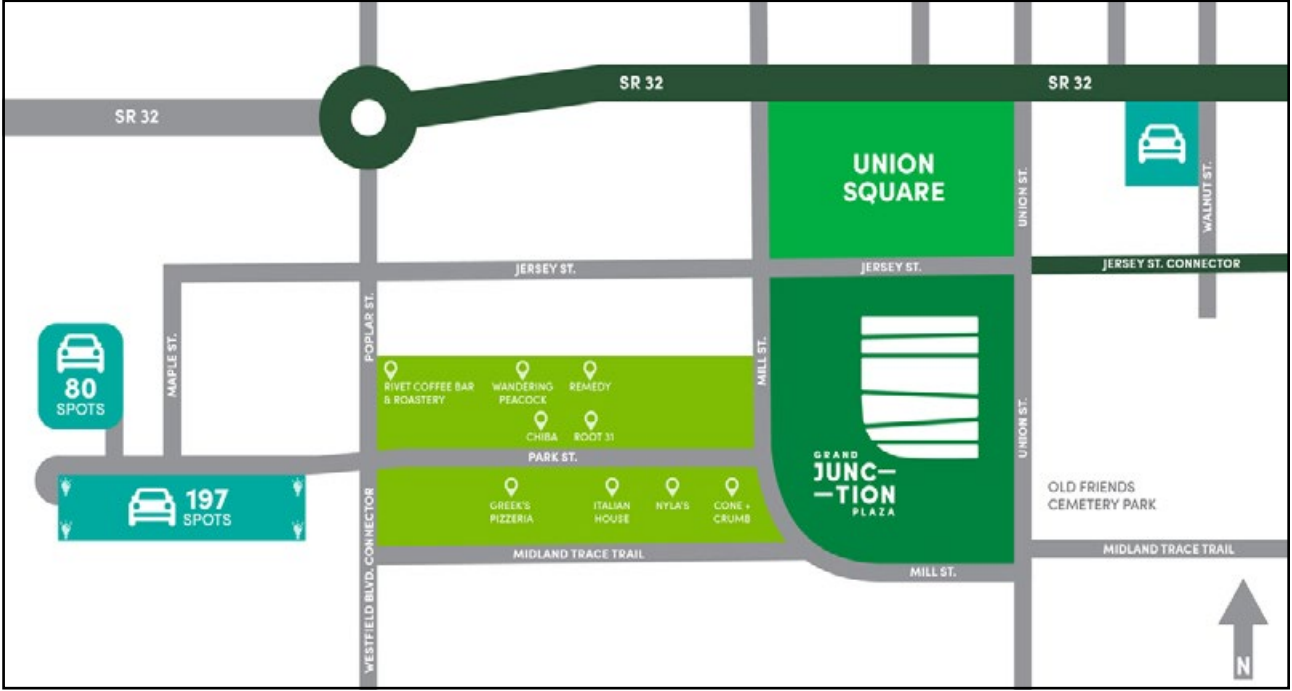 SR 32
SR 32
SR 32
UNION
SQUARE
UNION ST.
WALNUT ST.
JERSEY ST.
JERSEY ST.
JERSEY ST. CONNECTOR
80
SPOTS
MAPLE ST.
POPLAR ST.
RIVET COFFEE BAR
& ROASTERY
WANDERING
PEACOCK
REMEDY
CHIBA
ROOT 31
MILL ST.
UNION ST.
PARK ST.
GRAND
JUNC—
—TION
PLAZA
197
SPOTS
GREEK'S
PIZZERIA
ITALIAN
HOUSE
NYLA'S
CONE +
CRUMB
OLD FRIENDS
CEMETERY PARK
WESTFIELD BLVD. CONNECTOR
MIDLAND TRACE TRAIL
MIDLAND TRACE TRAIL
MILL ST.
N